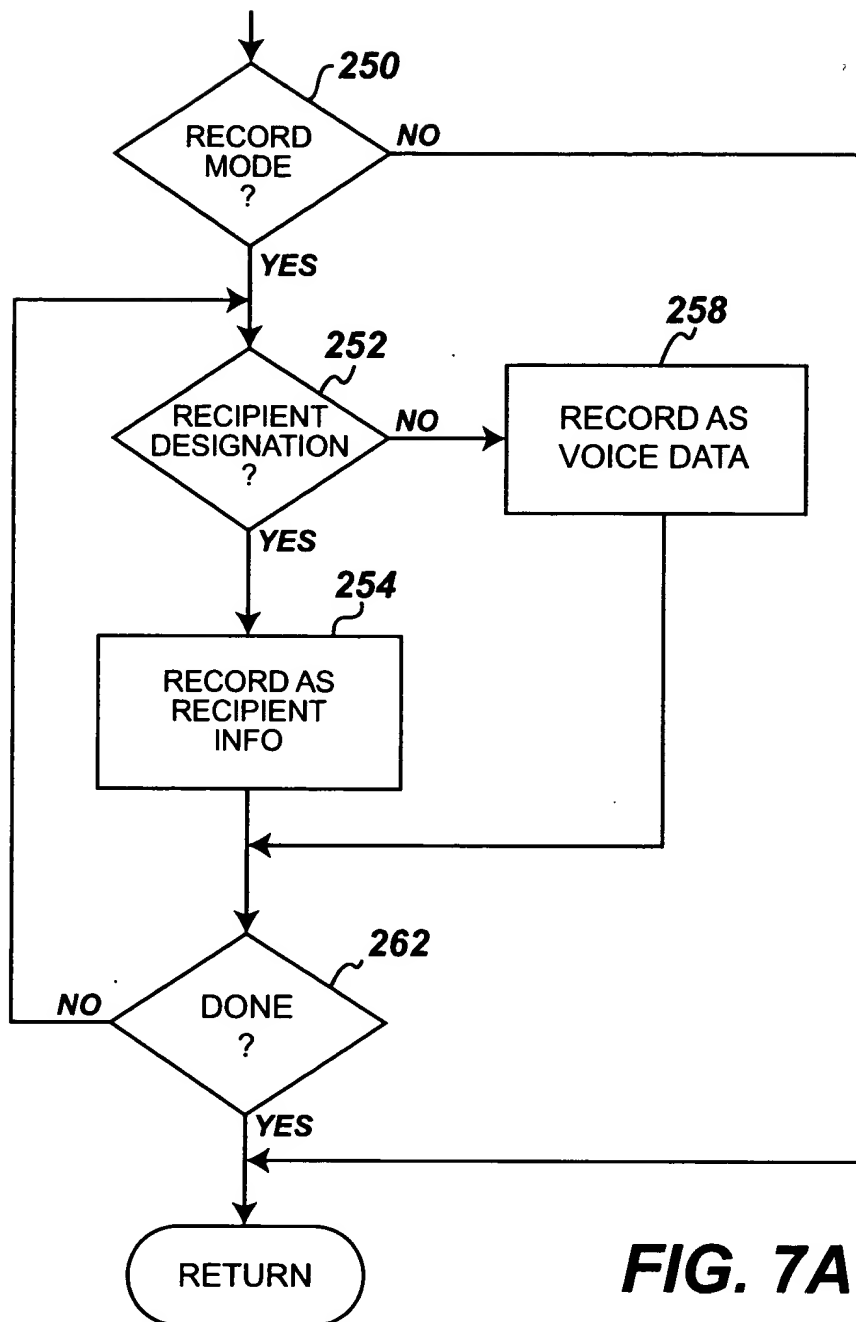 250
RECORD
MODE
?
NO
YES
252
RECIPIENT
DESIGNATION
?
NO
YES
258
RECORD AS
VOICE DATA
254
RECORD AS
RECIPIENT
INFO
262
DONE
?
NO
YES
RETURN
FIG. 7A